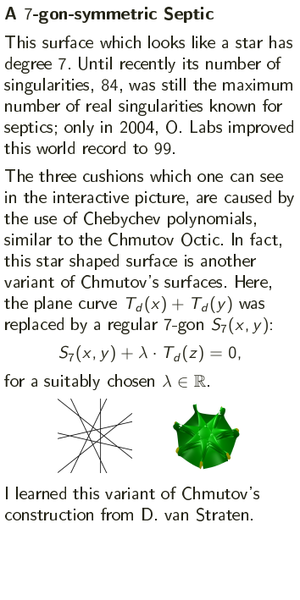 A 7-gon-symmetric Septic
This surface which looks like a star has
degree 7. Until recently its number of
singularities, 84, was still the maximum
number of real singularities known for
septics; only in 2004, O. Labs improved
this world record to 99.
The three cushions which one can see
in the interactive picture, are caused by
the use of Chebychev polynomials,
similar to the Chmutov Octic. In fact,
this star shaped surface is another
variant of Chmutov's surfaces. Here,
the plane curve T_d(x) + T_d(y) was
replaced by a regular 7-gon S_7(x, y):
S_7(x, y) + λ · T_d(z) = 0,
for a suitably chosen λ ∈ ℝ.
I learned this variant of Chmutov's
construction from D. van Straten.